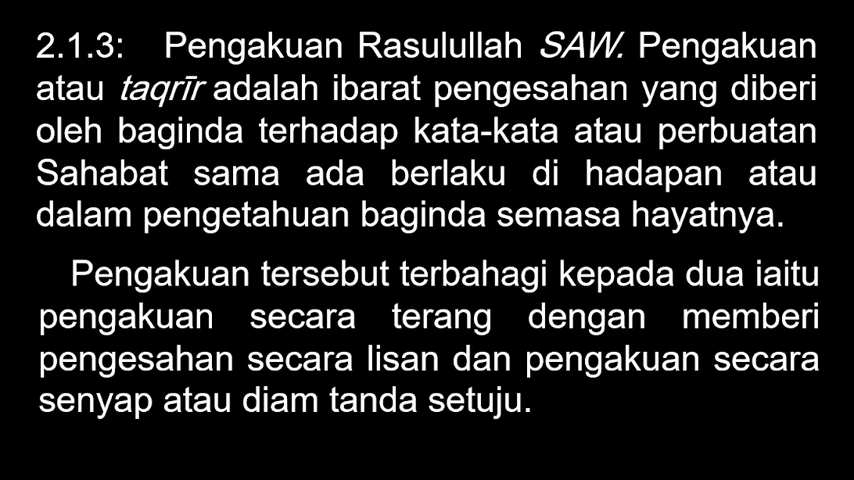 2.1.3: Pengakuan Rasulullah SAW. Pengakuan
atau taqrīr adalah ibarat pengesahan yang diberi
oleh baginda terhadap kata-kata atau perbuatan
Sahabat sama ada berlaku di hadapan atau
dalam pengetahuan baginda semasa hayatnya.
Pengakuan tersebut terbahagi kepada dua iaitu
pengakuan secara terang dengan memberi
pengesahan secara lisan dan pengakuan secara
senyap atau diam tanda setuju.